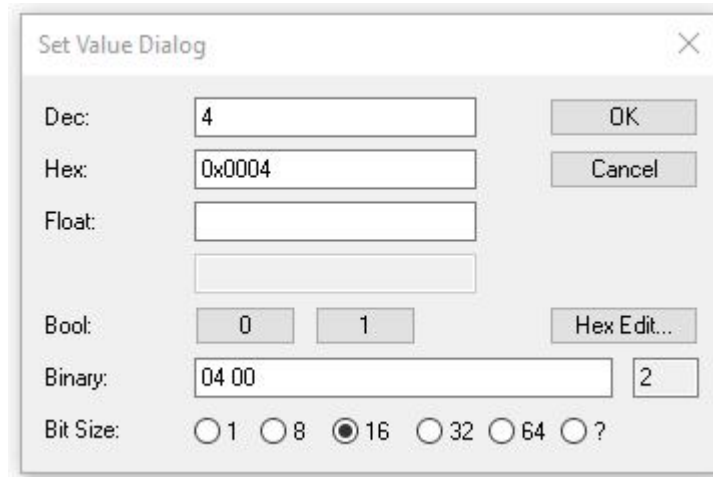 Set Value Dialog
Dec: 4 OK
Hex: 0x0004 Cancel
Float:
Bool: 0 1 Hex Edit...
Binary: 04 00 2
Bit Size: 1 8 16 32 64 ?